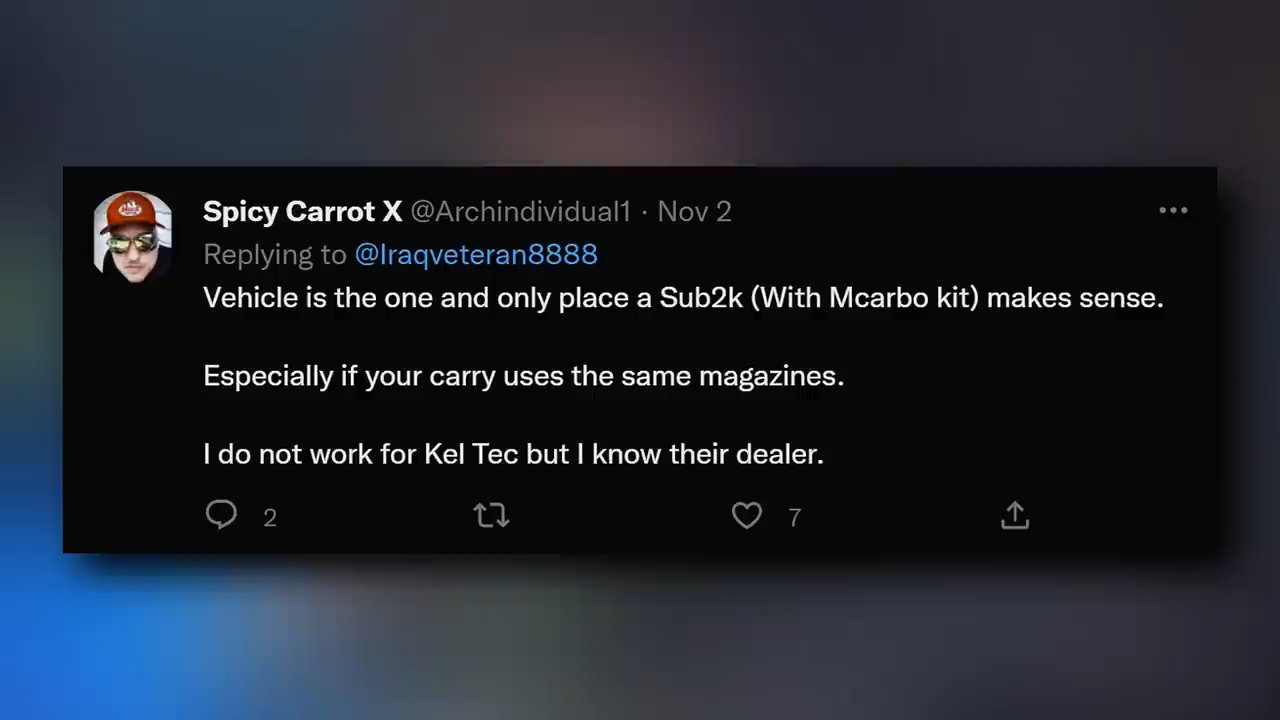 Spicy Carrot X @Archindividual1 · Nov 2
Replying to @Iraqveteran8888
Vehicle is the one and only place a Sub2k (With Mcarbo kit) makes sense.
Especially if your carry uses the same magazines.
I do not work for Kel Tec but I know their dealer.
2 7